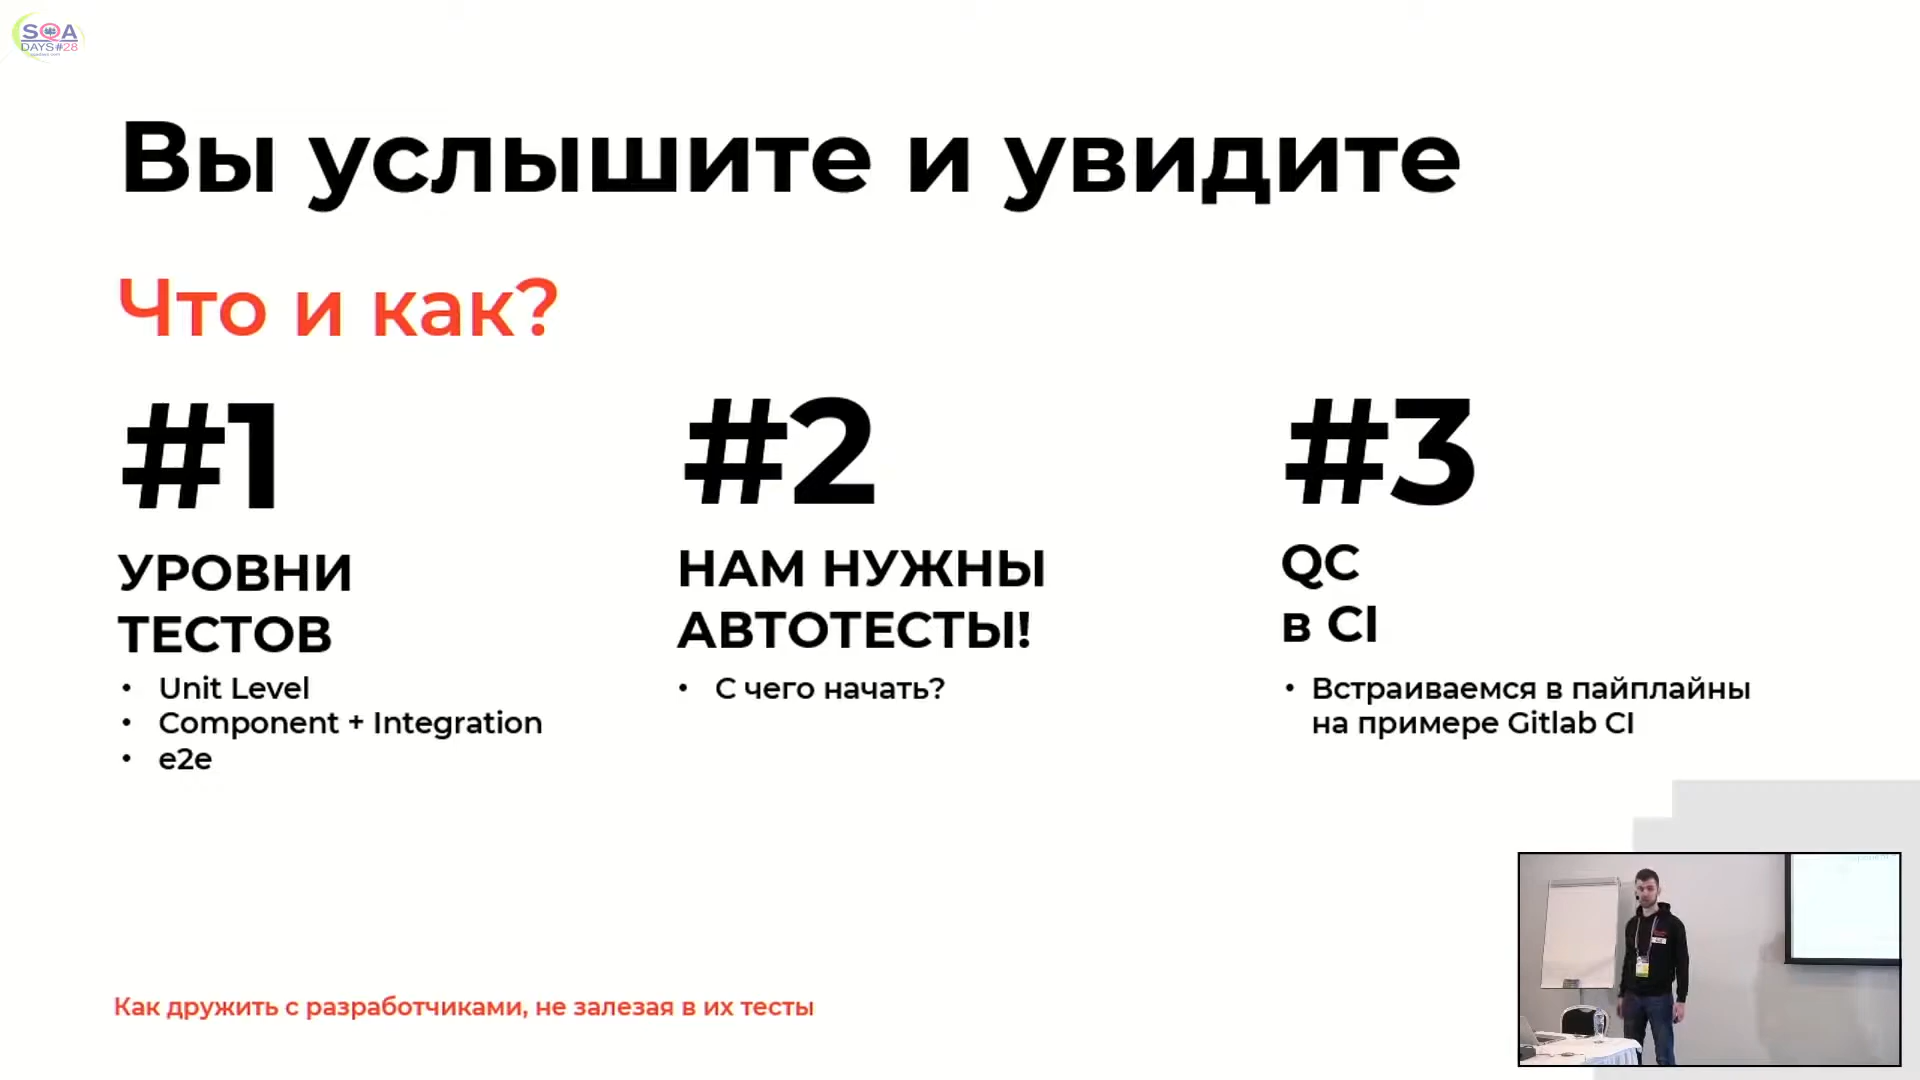 SQA
DAYS#28
Вы услышите и увидите
Что и как?
#1
УРОВНИ
ТЕСТОВ
• Unit Level
• Component + Integration
• e2e
#2
НАМ НУЖНЫ
АВТОТЕСТЫ!
• С чего начать?
#3
QC
в CI
• Встраиваемся в пайплайны
на примере Gitlab CI
Как дружить с разработчиками, не залезая в их тесты